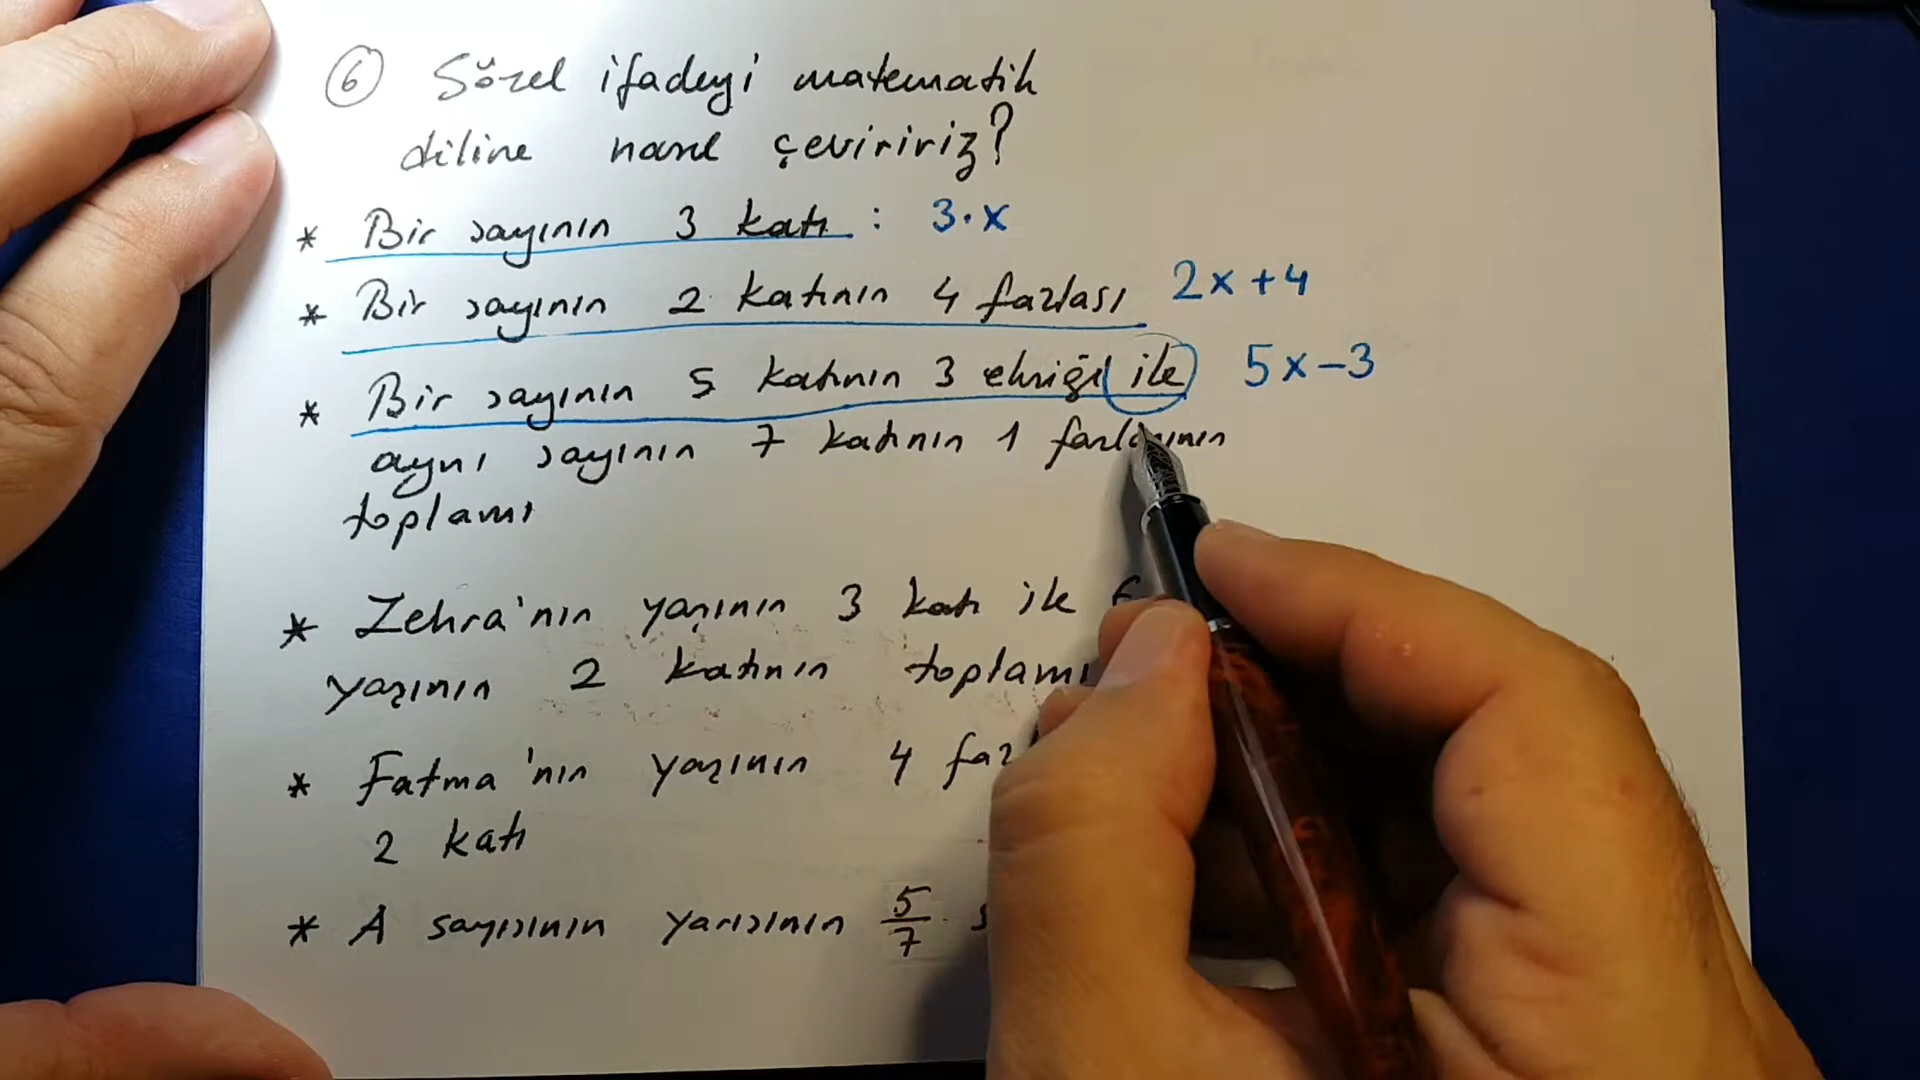 6 Sözel ifadeyi matematik
diline nasıl çeviririz?
* Bir sayının 3 katı : 3·x
* Bir sayının 2 katının 4 fazlası 2x+4
* Bir sayının 5 katının 3 eksiği ile 5x-3
aynı sayının 7 katının 1 fazlasının
toplamı
* Zehra'nın yaşının 3 katı ile
yaşının 2 katının toplamı
* Fatma'nın yaşının 4
2 katı
* A sayısının yarısının 5/7